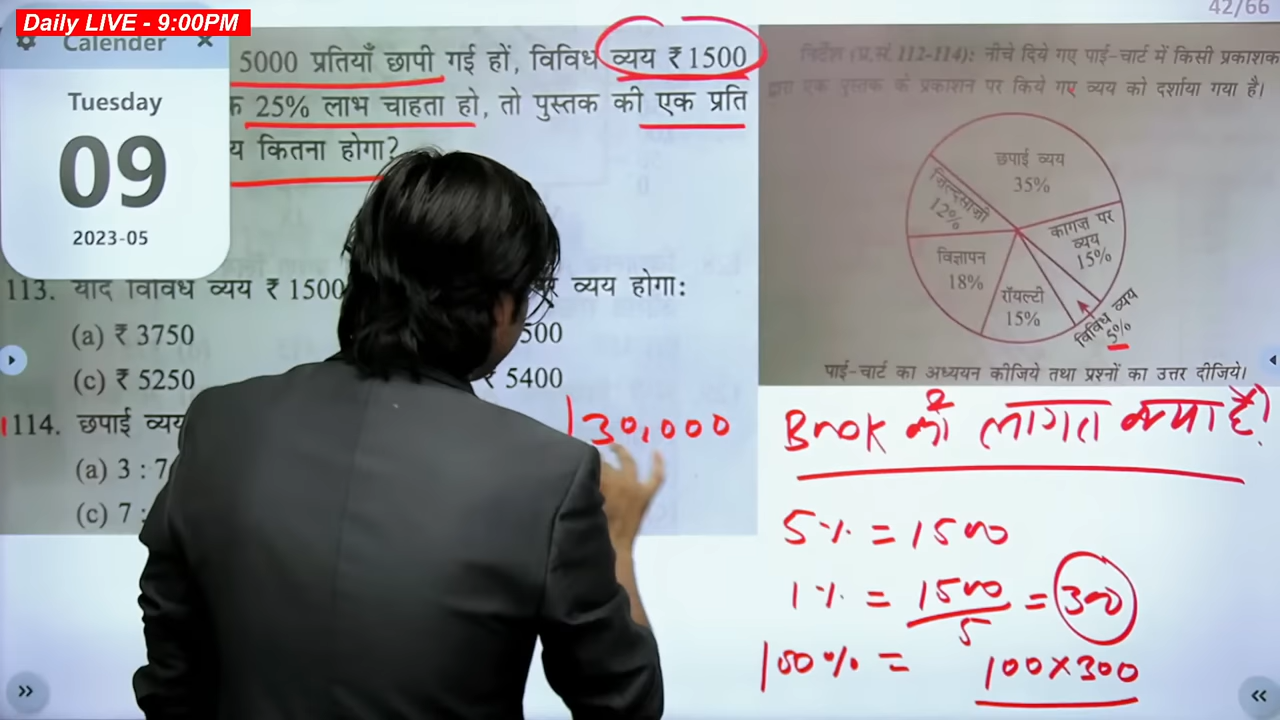 Daily LIVE - 9:00PM
Calender
Tuesday
09
2023-05
42/66
5000 प्रतियाँ छापी गई हों, विविध व्यय ₹ 1500
25% लाभ चाहता हो, तो पुस्तक की एक प्रति
य कितना होगा?
113. यदि विविध व्यय ₹ 1500 व्यय होगा:
(a) ₹ 3750
500
(c) ₹ 5250
₹ 5400
114. छपाई व्यय
(a) 3 : 7
(c) 7 :
30,000
निर्देश (प्र.सं. 112-114): नीचे दिये गए पाई-चार्ट में किसी प्रकाशक
द्वारा एक पुस्तक के प्रकाशन पर किये गए व्यय को दर्शाया गया है।
छपाई व्यय
35%
जिल्दसाज़ी
12%
कागज़ पर
व्यय
15%
विज्ञापन
18%
रॉयल्टी
15%
विविध व्यय
5%
पाई-चार्ट का अध्ययन कीजिये तथा प्रश्नों का उत्तर दीजिये।
Book की लागत क्या है?
5% = 1500
1% = 1500/5 = 300
100% = 100×300